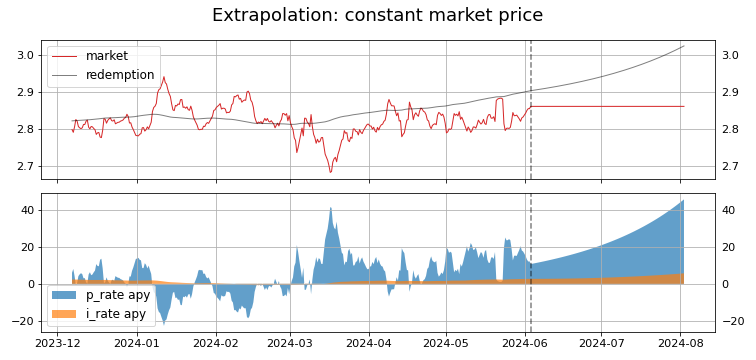 Extrapolation: constant market price
3.0 market 3.0
redemption
2.9 2.9
2.8 2.8
2.7 2.7
40 40
20 20
0 0
p_rate apy
i_rate apy
−20 −20
2023-12 2024-01 2024-02 2024-03 2024-04 2024-05 2024-06 2024-07 2024-08